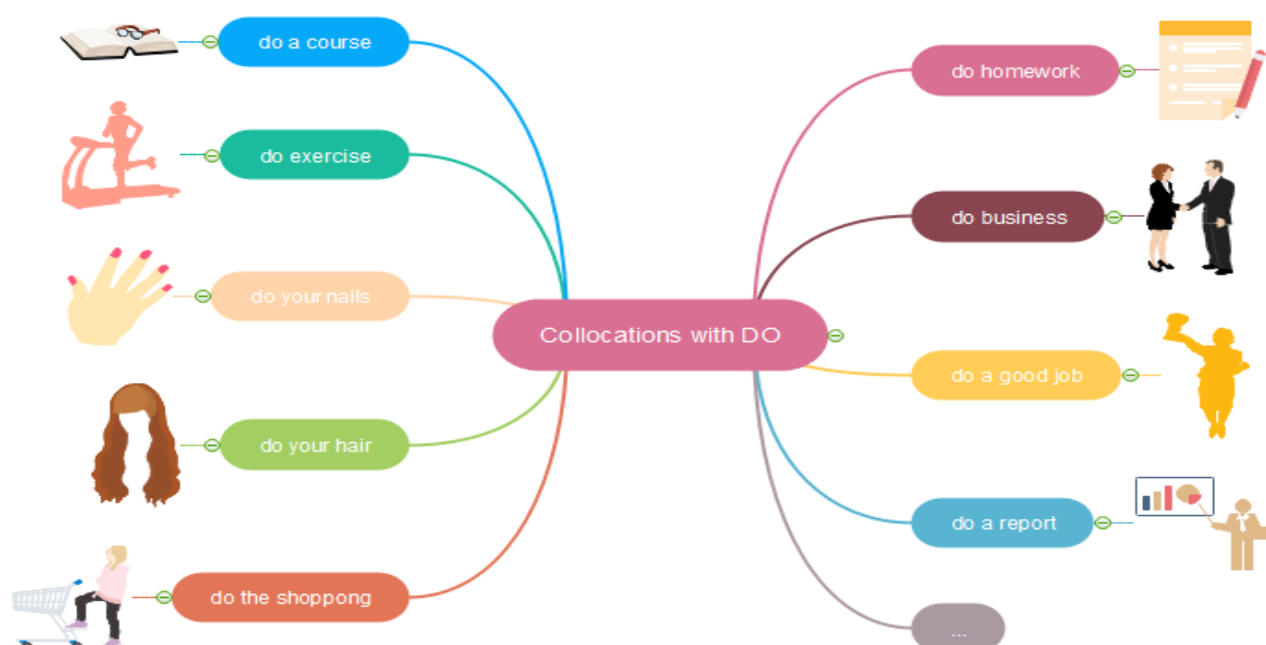 do a course
do exercise
do your nails
do your hair
do the shoppong
Collocations with DO
do homework
do business
do a good job
do a report
...